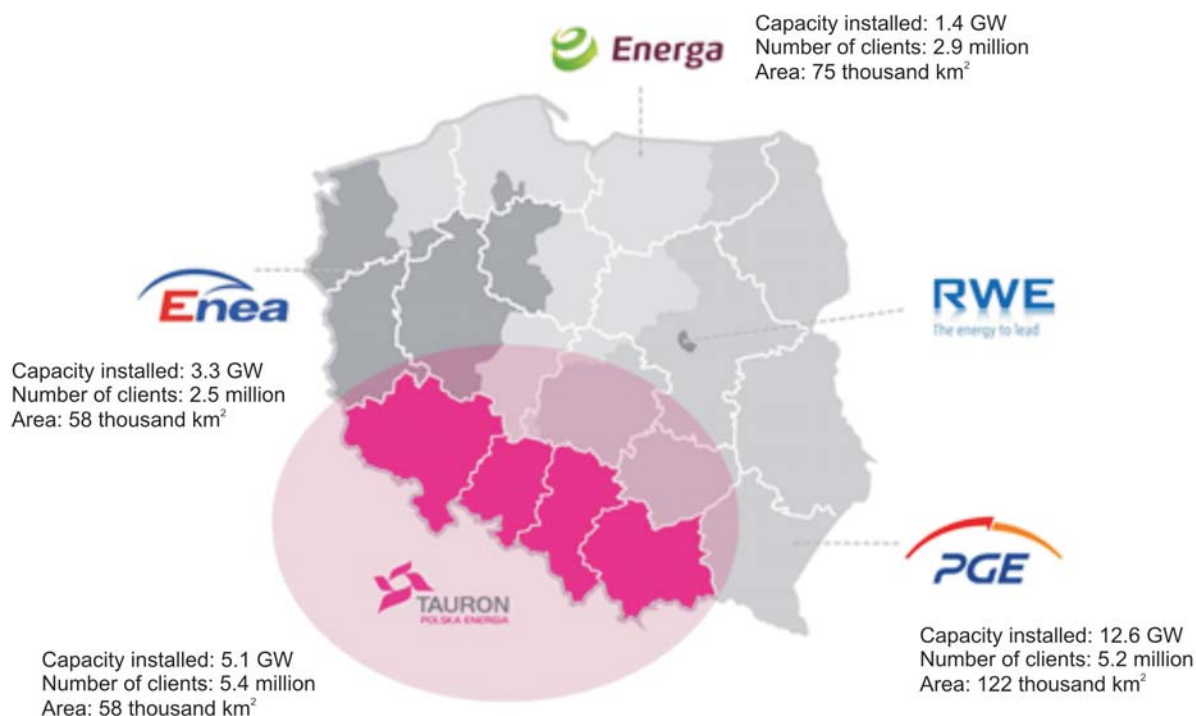 Energa
Capacity installed: 1.4 GW
Number of clients: 2.9 million
Area: 75 thousand km²
Enea
Capacity installed: 3.3 GW
Number of clients: 2.5 million
Area: 58 thousand km²
RWE
The energy to lead
TAURON
POLSKA ENERGIA
Capacity installed: 5.1 GW
Number of clients: 5.4 million
Area: 58 thousand km²
PGE
Capacity installed: 12.6 GW
Number of clients: 5.2 million
Area: 122 thousand km²